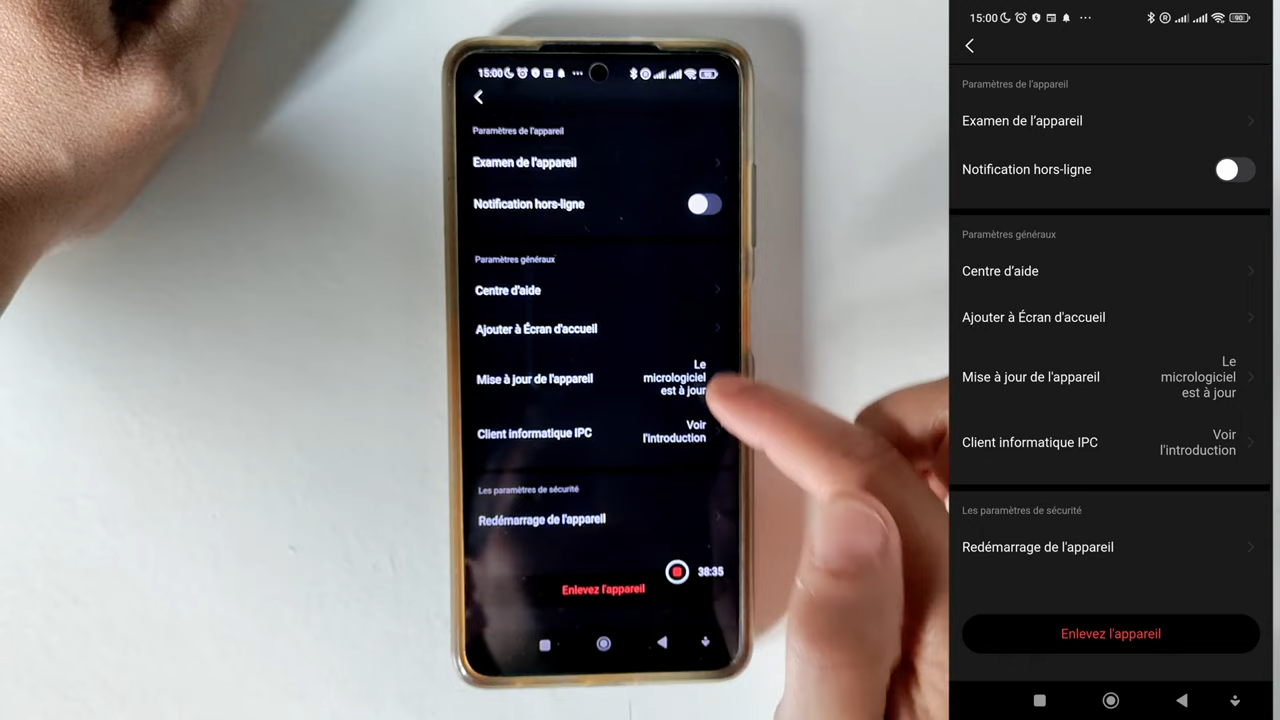 15:00
Paramètres de l'appareil
Examen de l'appareil
Notification hors-ligne
Paramètres généraux
Centre d'aide
Ajouter à Écran d'accueil
Mise à jour de l'appareil
Le
micrologiciel
est à jour
Client informatique IPC
Voir
l'introduction
Les paramètres de sécurité
Redémarrage de l'appareil
38:35
Enlevez l'appareil
15:00
90
Paramètres de l'appareil
Examen de l'appareil
Notification hors-ligne
Paramètres généraux
Centre d'aide
Ajouter à Écran d'accueil
Mise à jour de l'appareil
Le
micrologiciel
est à jour
Client informatique IPC
Voir
l'introduction
Les paramètres de sécurité
Redémarrage de l'appareil
Enlevez l'appareil